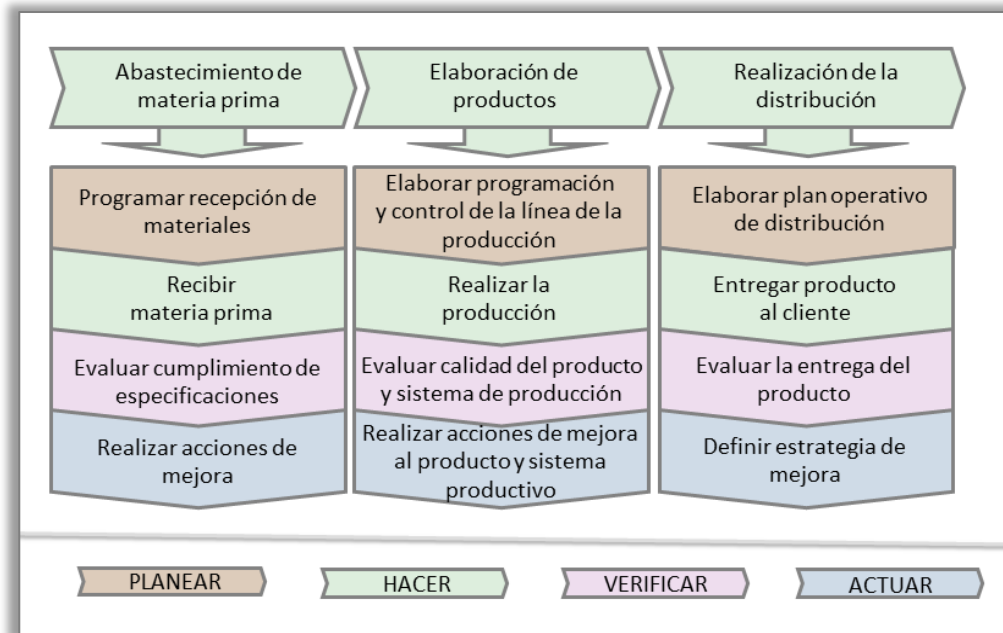 Abastecimiento de
materia prima
Elaboración de
productos
Realización de la
distribución
Programar recepción de
materiales
Elaborar programación
y control de la línea de la
producción
Elaborar plan operativo
de distribución
Recibir
materia prima
Realizar la
producción
Entregar producto
al cliente
Evaluar cumplimiento de
especificaciones
Evaluar calidad del producto
y sistema de producción
Evaluar la entrega del
producto
Realizar acciones de
mejora
Realizar acciones de mejora
al producto y sistema
productivo
Definir estrategia de
mejora
PLANEAR
HACER
VERIFICAR
ACTUAR